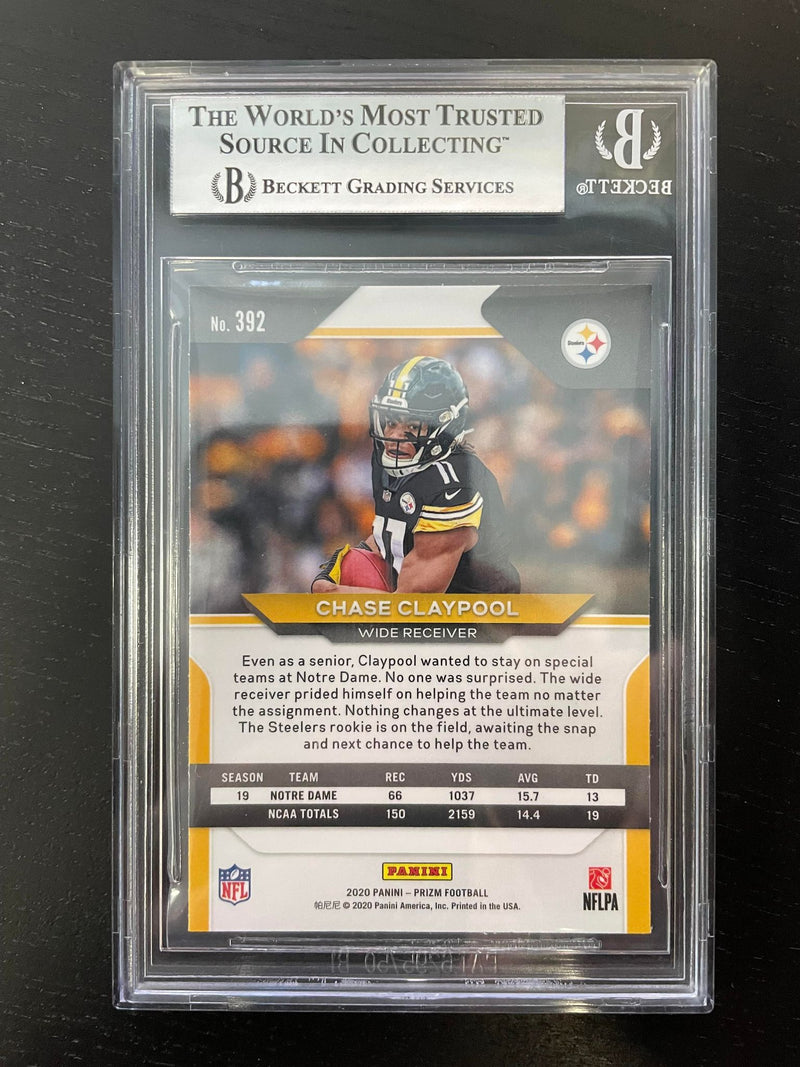 THE WORLD'S MOST TRUSTED
SOURCE IN COLLECTING™
B BECKETT GRADING SERVICES
B
BECKETT®
No. 392
Steelers
Steelers
11
11
CHASE CLAYPOOL
WIDE RECEIVER
Even as a senior, Claypool wanted to stay on special
teams at Notre Dame. No one was surprised. The wide
receiver prided himself on helping the team no matter
the assignment. Nothing changes at the ultimate level.
The Steelers rookie is on the field, awaiting the snap
and next chance to help the team.
SEASON TEAM REC YDS AVG TD
19 NOTRE DAME 66 1037 15.7 13
NCAA TOTALS 150 2159 14.4 19
NFL
PANINI
2020 PANINI – PRIZM FOOTBALL
帕尼尼 © 2020 Panini America, Inc. Printed in the USA.
NFLPA